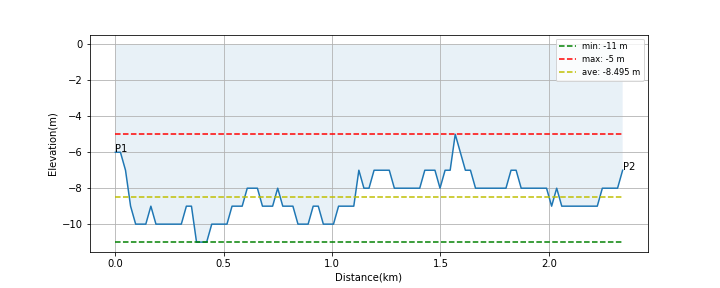 min: -11 m
max: -5 m
ave: -8.495 m
0
−2
−4
−6
−8
−10
Elevation(m)
P1
P2
0.0 0.5 1.0 1.5 2.0
Distance(km)